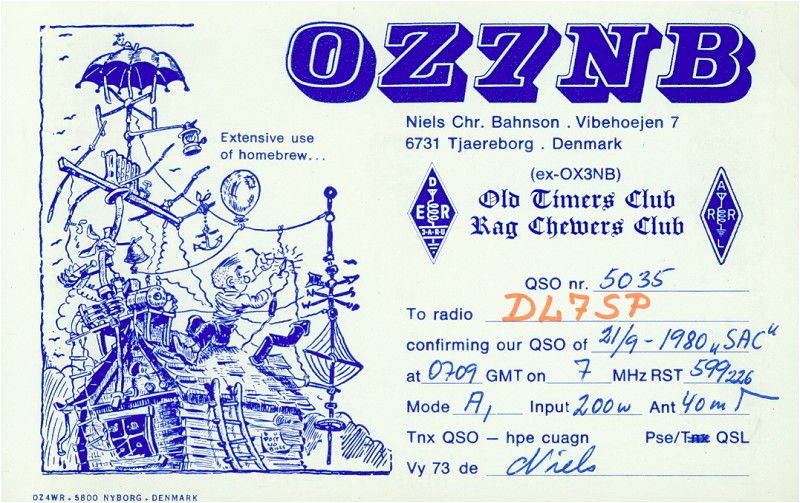 OZ7NB
Niels Chr. Bahnson . Vibehoejen 7
6731 Tjaereborg . Denmark
Extensive use
of homebrew...
(ex-OX3NB)
Old Timers Club
Rag Chewers Club
D
E R
3·A·R·U
A
R R
L
QSO nr. 5035
To radio DL7SP
confirming our QSO of 21/9-1980 „SAC"
at 0709 GMT on 7 MHz RST 599226
Mode A1 Input 200w Ant 40m
Tnx QSO — hpe cuagn Pse/Tnx QSL
Vy 73 de Niels
OZ4WR . 5800 NYBORG . DENMARK